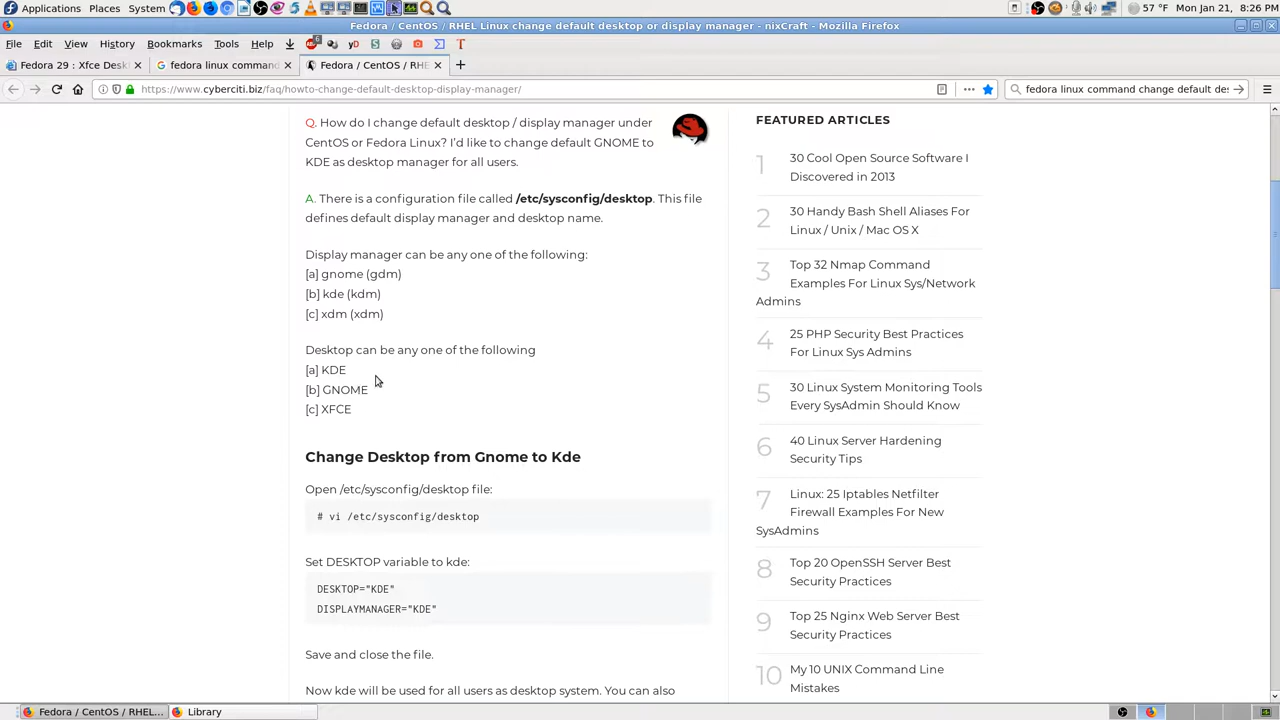 Applications Places System 57 °F Mon Jan 21, 8:26 PM
Fedora / CentOS / RHEL Linux change default desktop or display manager - nixCraft - Mozilla Firefox
File Edit View History Bookmarks Tools Help
Fedora 29 : Xfce Desk Fedora linux command Fedora / CentOS / RHE
https://www.cyberciti.biz/faq/howto-change-default-desktop-display-manager/ fedora linux command change default de
Q. How do I change default desktop / display manager under
CentOS or Fedora Linux? I'd like to change default GNOME to
KDE as desktop manager for all users.
A. There is a configuration file called /etc/sysconfig/desktop. This file
defines default display manager and desktop name.
Display manager can be any one of the following:
[a] gnome (gdm)
[b] kde (kdm)
[c] xdm (xdm)
Desktop can be any one of the following
[a] KDE
[b] GNOME
[c] XFCE
Change Desktop from Gnome to Kde
Open /etc/sysconfig/desktop file:
# vi /etc/sysconfig/desktop
Set DESKTOP variable to kde:
DESKTOP="KDE"
DISPLAYMANAGER="KDE"
Save and close the file.
Now kde will be used for all users as desktop system. You can also
FEATURED ARTICLES
1 30 Cool Open Source Software I
Discovered in 2013
2 30 Handy Bash Shell Aliases For
Linux / Unix / Mac OS X
3 Top 32 Nmap Command
Examples For Linux Sys/Network
Admins
4 25 PHP Security Best Practices
For Linux Sys Admins
5 30 Linux System Monitoring Tools
Every SysAdmin Should Know
6 40 Linux Server Hardening
Security Tips
7 Linux: 25 Iptables Netfilter
Firewall Examples For New
SysAdmins
8 Top 20 OpenSSH Server Best
Security Practices
9 Top 25 Nginx Web Server Best
Security Practices
10 My 10 UNIX Command Line
Mistakes
Fedora / CentOS / RHEL... Library